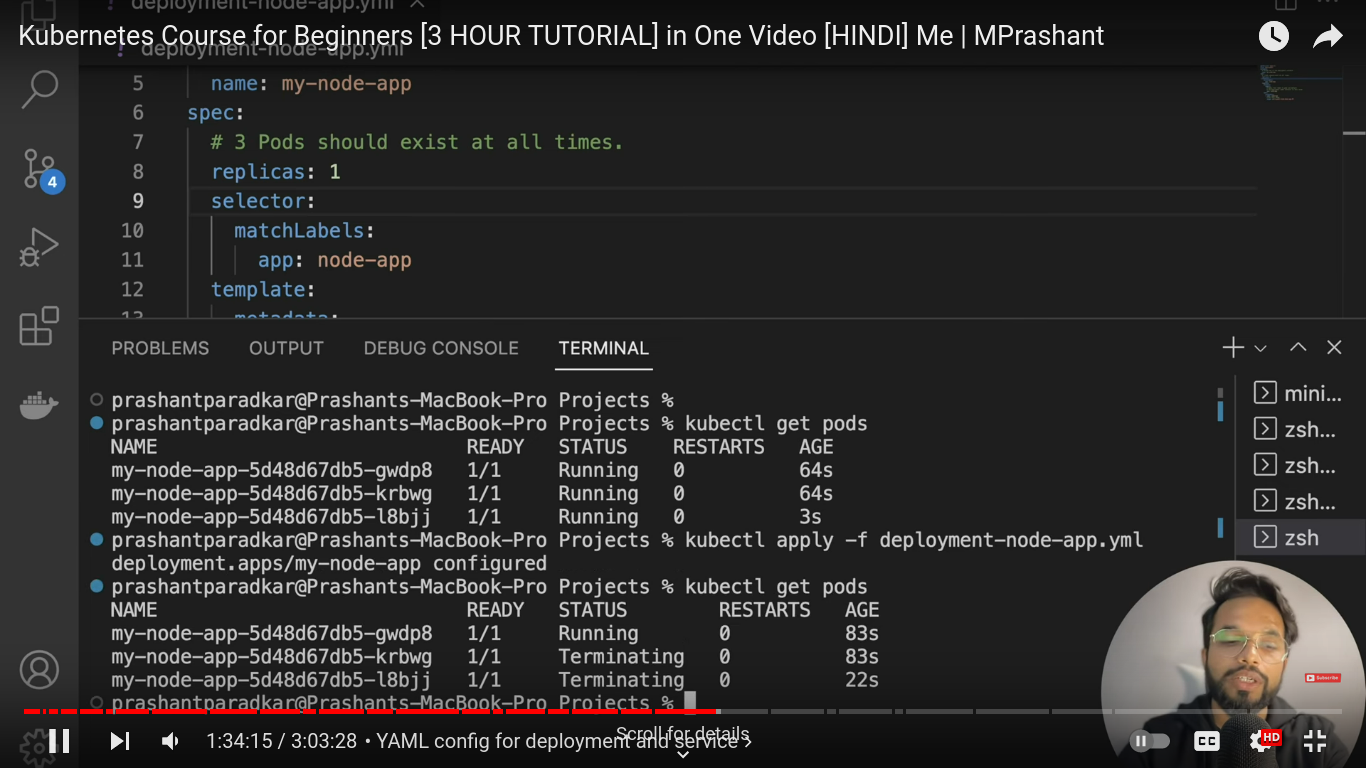 deployment-node-app.yml
Kubernetes Course for Beginners [3 HOUR TUTORIAL] in One Video [HINDI] Me | MPrashant
! deployment-node-app.yml
5 name: my-node-app
6 spec:
7 # 3 Pods should exist at all times.
8 replicas: 1
9 selector:
10 matchLabels:
11 app: node-app
12 template:
13 metadata:
4
PROBLEMS OUTPUT DEBUG CONSOLE TERMINAL
prashantparadkar@Prashants-MacBook-Pro Projects %
prashantparadkar@Prashants-MacBook-Pro Projects % kubectl get pods
NAME READY STATUS RESTARTS AGE
my-node-app-5d48d67db5-gwdp8 1/1 Running 0 64s
my-node-app-5d48d67db5-krbwg 1/1 Running 0 64s
my-node-app-5d48d67db5-l8bjj 1/1 Running 0 3s
prashantparadkar@Prashants-MacBook-Pro Projects % kubectl apply -f deployment-node-app.yml
deployment.apps/my-node-app configured
prashantparadkar@Prashants-MacBook-Pro Projects % kubectl get pods
NAME READY STATUS RESTARTS AGE
my-node-app-5d48d67db5-gwdp8 1/1 Running 0 83s
my-node-app-5d48d67db5-krbwg 1/1 Terminating 0 83s
my-node-app-5d48d67db5-l8bjj 1/1 Terminating 0 22s
prashantparadkar@Prashants-MacBook-Pro Projects %
mini...
zsh...
zsh...
zsh...
zsh
Subscribe
1:34:15 / 3:03:28 • YAML config for deployment and service ›
Scroll for details
CC
HD